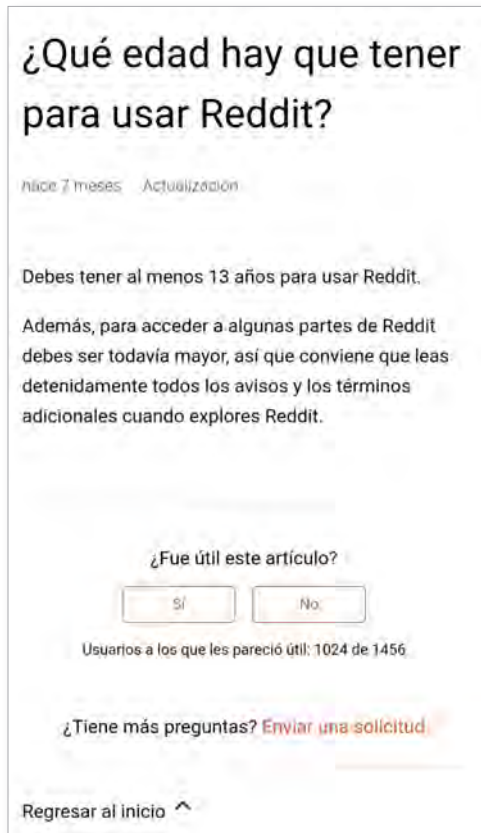 ¿Qué edad hay que tener
para usar Reddit?
hace 7 meses Actualización
Debes tener al menos 13 años para usar Reddit.
Además, para acceder a algunas partes de Reddit
debes ser todavía mayor, así que conviene que leas
detenidamente todos los avisos y los términos
adicionales cuando explores Reddit.
¿Fue útil este artículo?
Sí No
Usuarios a los que les pareció útil: 1024 de 1456
¿Tiene más preguntas? Enviar una solicitud
Regresar al inicio ^